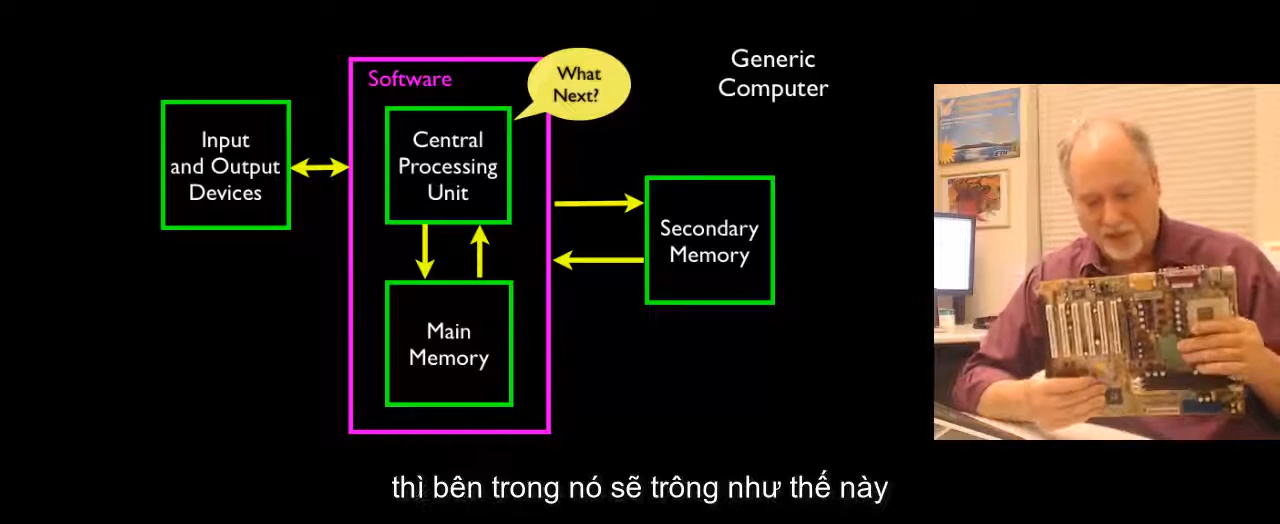 Generic
Computer
Software
What
Next?
Input
and Output
Devices
Central
Processing
Unit
Secondary
Memory
Main
Memory
thì bên trong nó sẽ trông như thế này